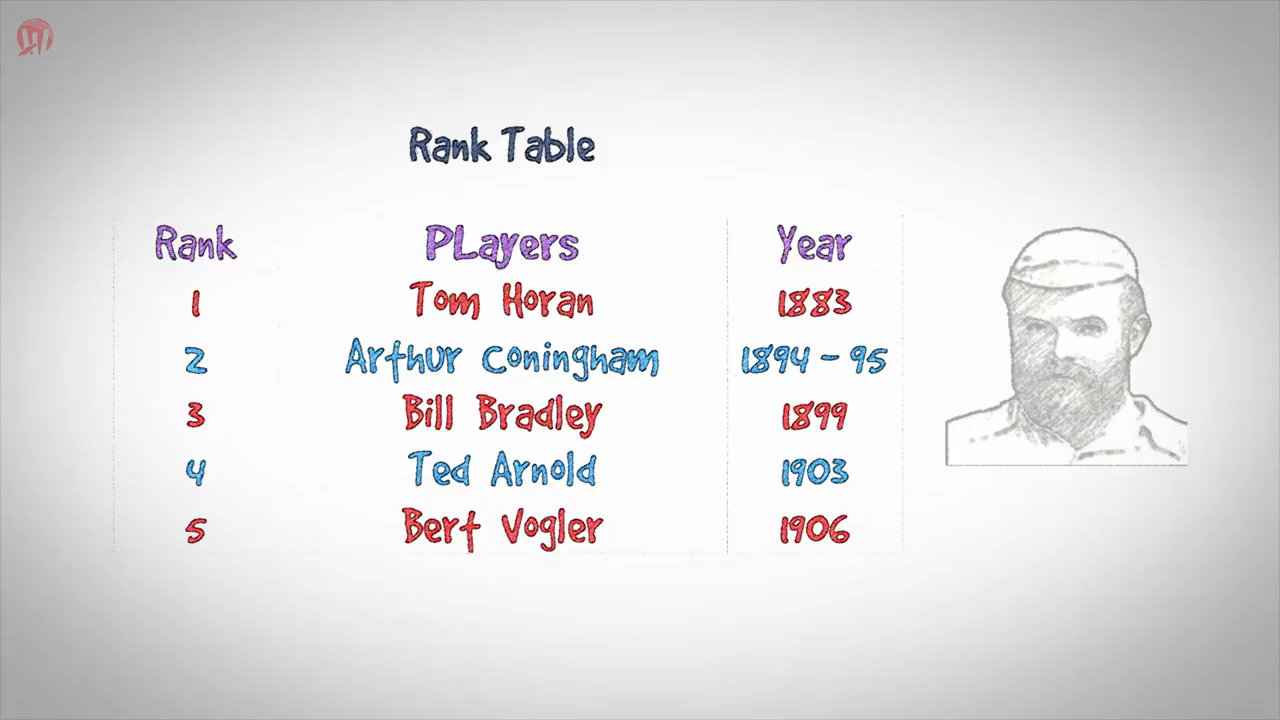 Rank Table
Rank Players Year
1 Tom Horan 1883
2 Arthur Coningham 1894 - 95
3 Bill Bradley 1899
4 Ted Arnold 1903
5 Bert Vogler 1906